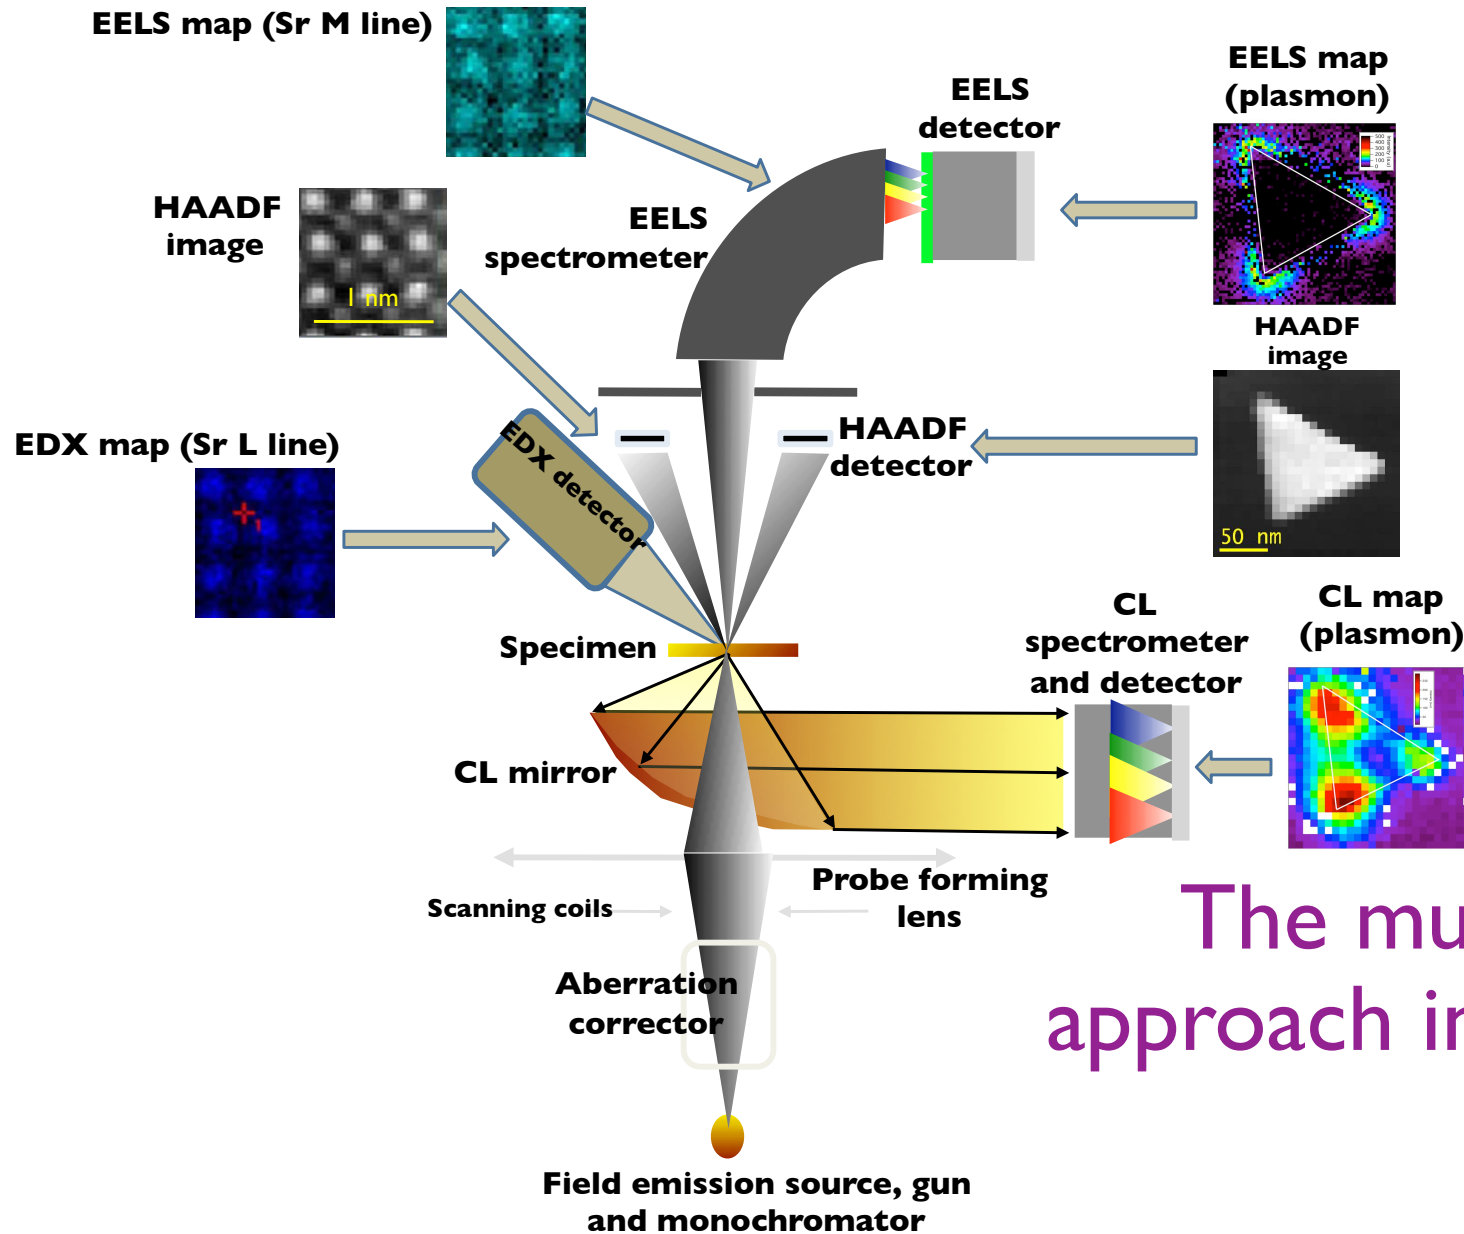 EELS map (Sr M line)
EELS map
(plasmon)
EELS
detector
HAADF
image
1 nm
EELS
spectrometer
HAADF
image
50 nm
EDX map (Sr L line)
1
EDX detector
HAADF
detector
Specimen
CL
spectrometer
and detector
CL map
(plasmon)
CL mirror
Probe forming
lens
Scanning coils
Aberration
corrector
The mu
approach in
Field emission source, gun
and monochromator